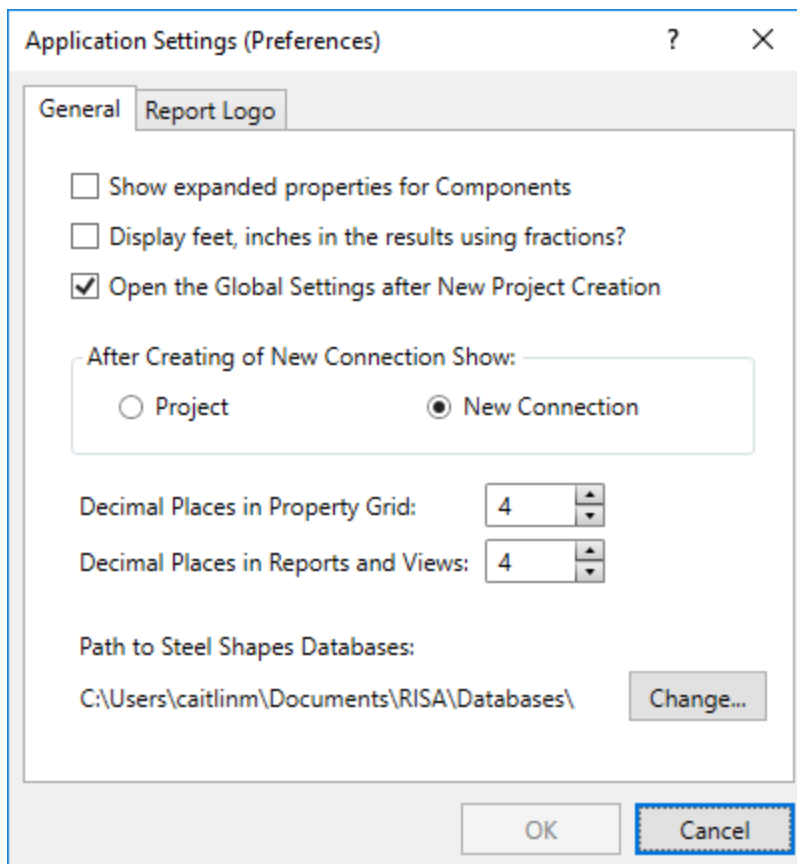 Application Settings (Preferences) ?
General Report Logo
Show expanded properties for Components
Display feet, inches in the results using fractions?
Open the Global Settings after New Project Creation
After Creating of New Connection Show:
Project New Connection
Decimal Places in Property Grid: 4
Decimal Places in Reports and Views: 4
Path to Steel Shapes Databases:
C:\Users\caitlinm\Documents\RISA\Databases\ Change...
OK Cancel